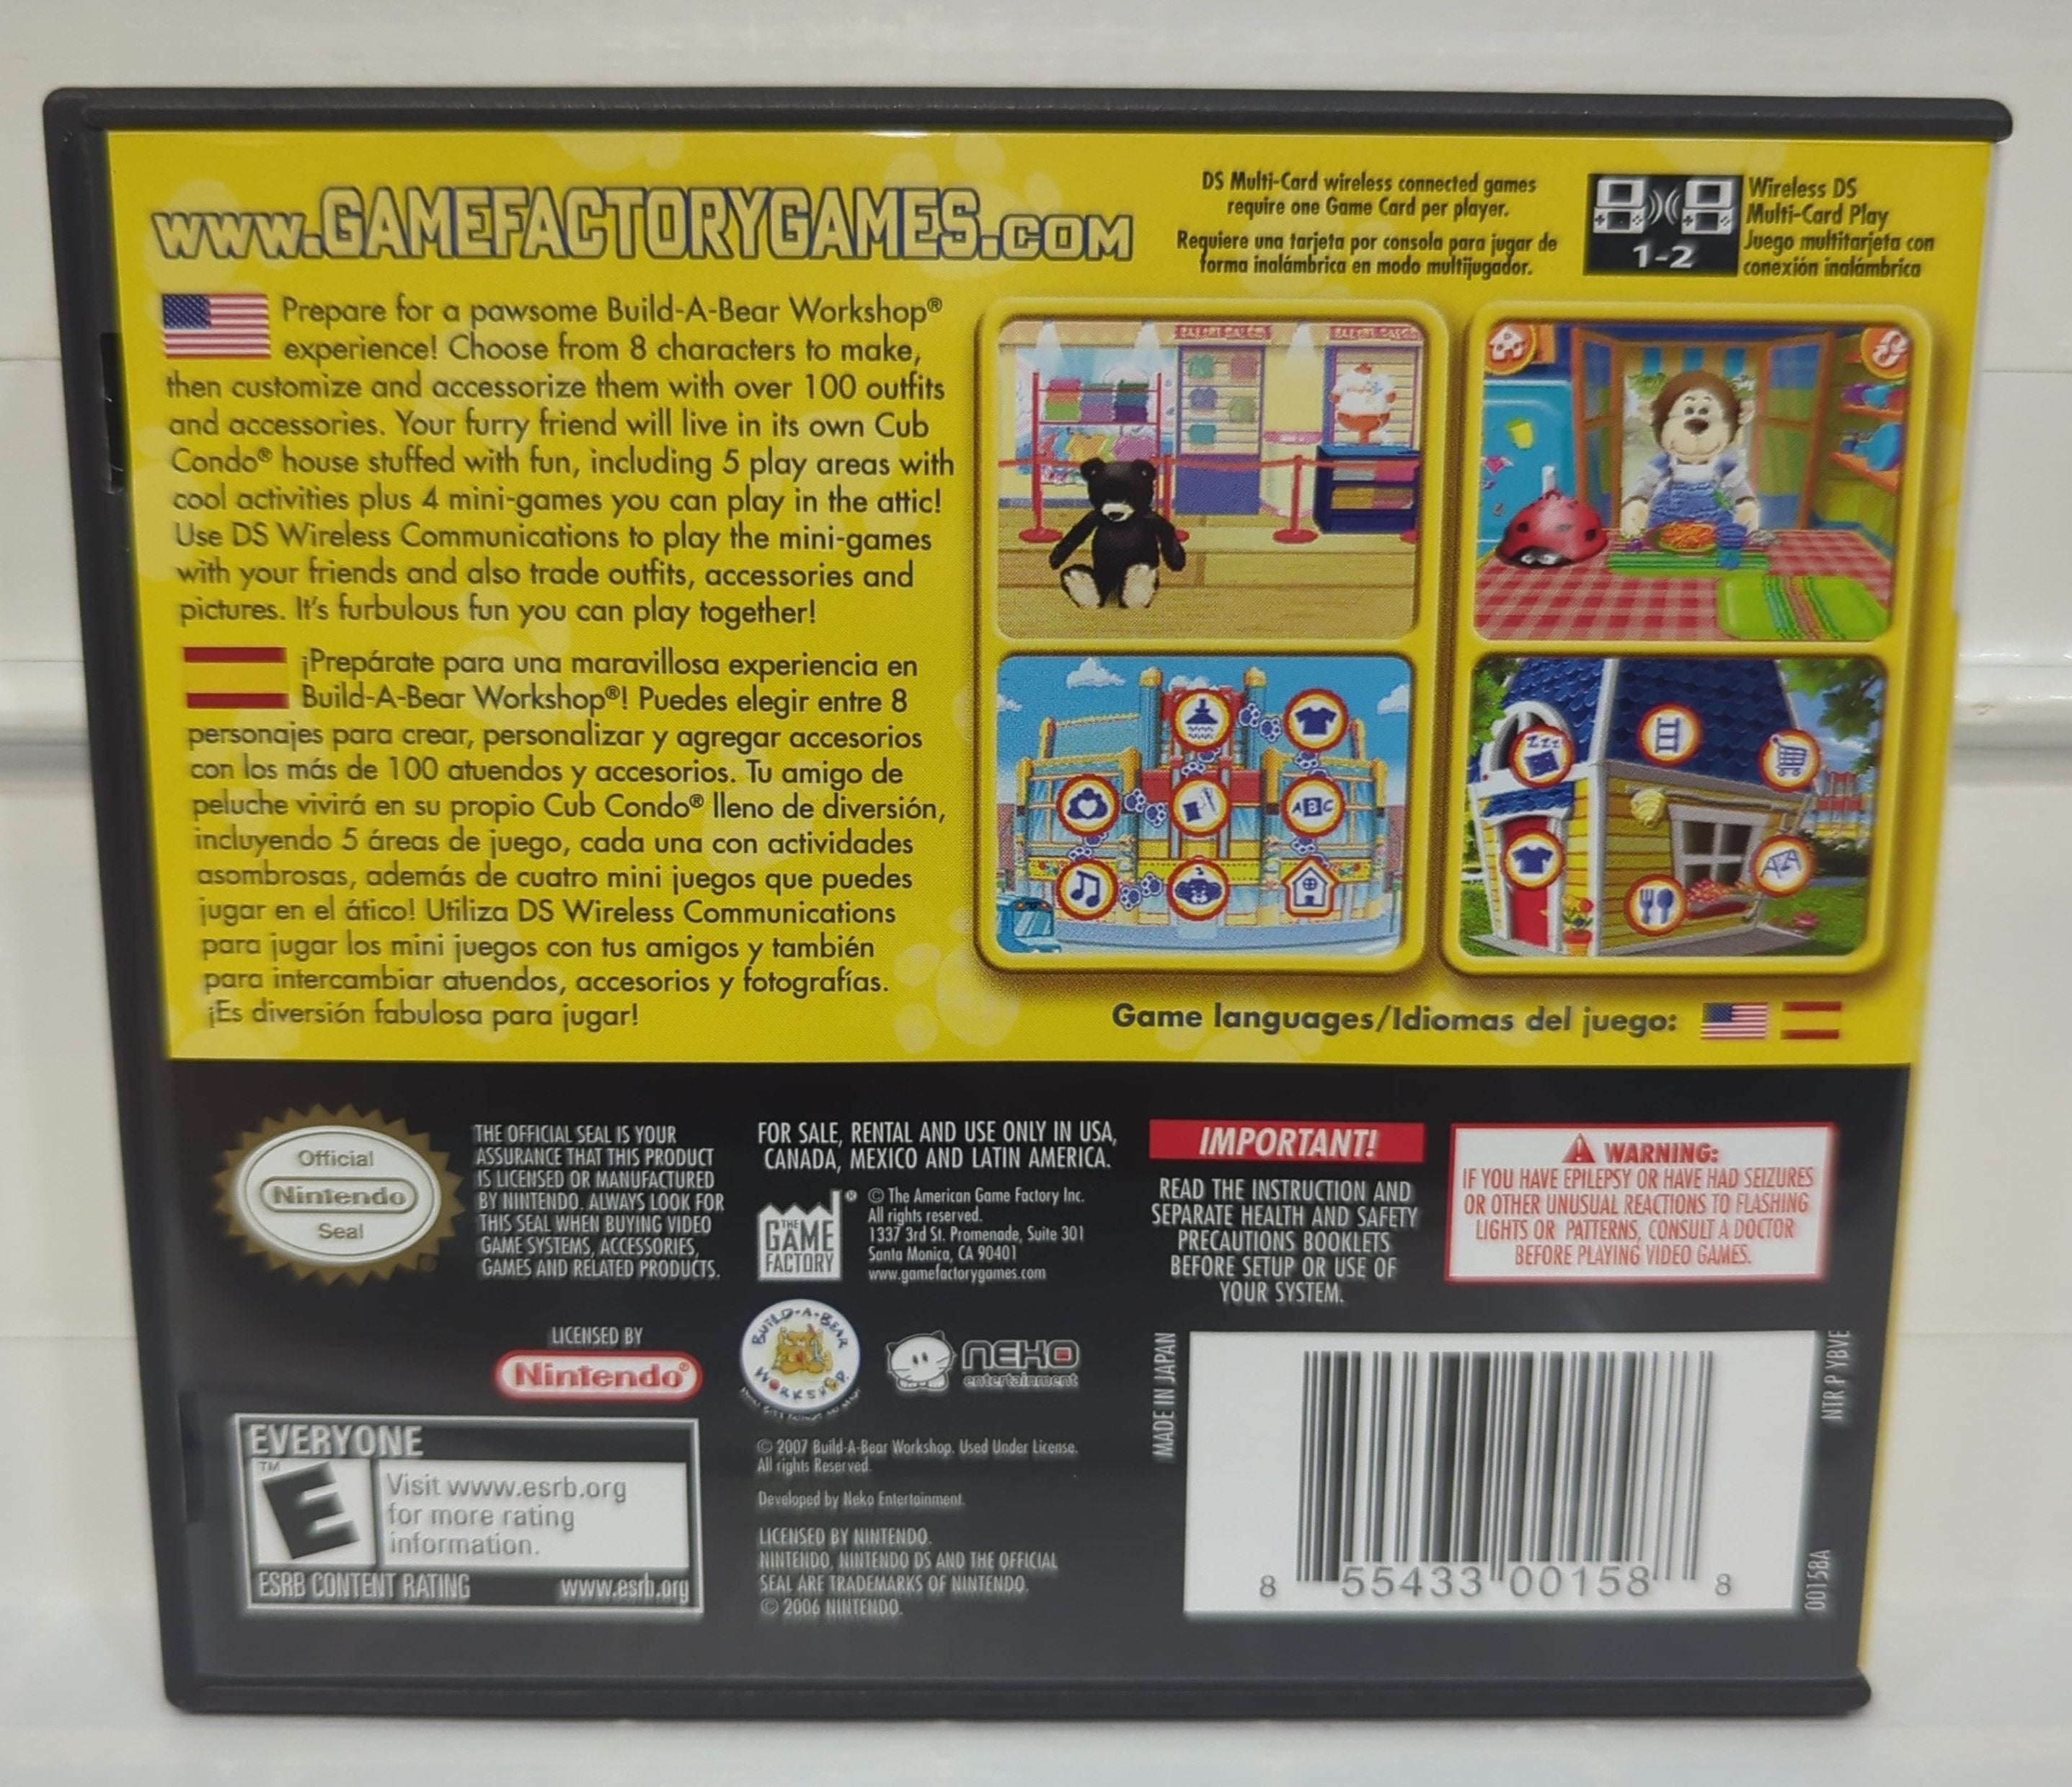 www.GAMEFACTORYGAMES.com
DS Multi-Card wireless connected games
require one Game Card per player.
Requiere una tarjeta por consola para jugar de
forma inalámbrica en modo multijugador.
1-2
Wireless DS
Multi-Card Play
Juego multitarjeta con
conexión inalámbrica
Prepare for a pawsome Build-A-Bear Workshop®
experience! Choose from 8 characters to make,
then customize and accessorize them with over 100 outfits
and accessories. Your furry friend will live in its own Cub
Condo® house stuffed with fun, including 5 play areas with
cool activities plus 4 mini-games you can play in the attic!
Use DS Wireless Communications to play the mini-games
with your friends and also trade outfits, accessories and
pictures. It's furbulous fun you can play together!
¡Prepárate para una maravillosa experiencia en
Build-A-Bear Workshop®! Puedes elegir entre 8
personajes para crear, personalizar y agregar accesorios
con los más de 100 atuendos y accesorios. Tu amigo de
peluche vivirá en su propio Cub Condo® lleno de diversión,
incluyendo 5 áreas de juego, cada una con actividades
asombrosas, además de cuatro mini juegos que puedes
jugar en el ático! Utiliza DS Wireless Communications
para jugar los mini juegos con tus amigos y también
para intercambiar atuendos, accesorios y fotografías.
¡Es diversión fabulosa para jugar!
ABC
ZZZ
Game languages/Idiomas del juego:
Official
Nintendo
Seal
THE OFFICIAL SEAL IS YOUR
ASSURANCE THAT THIS PRODUCT
IS LICENSED OR MANUFACTURED
BY NINTENDO. ALWAYS LOOK FOR
THIS SEAL WHEN BUYING VIDEO
GAME SYSTEMS, ACCESSORIES,
GAMES AND RELATED PRODUCTS.
LICENSED BY
Nintendo®
EVERYONE
TM
E
Visit www.esrb.org
for more rating
information.
ESRB CONTENT RATING www.esrb.org
FOR SALE, RENTAL AND USE ONLY IN USA,
CANADA, MEXICO AND LATIN AMERICA.
THE
GAME
FACTORY
®
© The American Game Factory Inc.
All rights reserved.
1337 3rd St. Promenade, Suite 301
Santa Monica, CA 90401
www.gamefactorygames.com
BUILD-A-BEAR
WORKSHOP
NEKO
entertainment
© 2007 Build-A-Bear Workshop. Used Under License.
All rights Reserved.
Developed by Neko Entertainment.
LICENSED BY NINTENDO.
NINTENDO, NINTENDO DS AND THE OFFICIAL
SEAL ARE TRADEMARKS OF NINTENDO.
© 2006 NINTENDO.
IMPORTANT!
READ THE INSTRUCTION AND
SEPARATE HEALTH AND SAFETY
PRECAUTIONS BOOKLETS
BEFORE SETUP OR USE OF
YOUR SYSTEM.
WARNING:
IF YOU HAVE EPILEPSY OR HAVE HAD SEIZURES
OR OTHER UNUSUAL REACTIONS TO FLASHING
LIGHTS OR PATTERNS, CONSULT A DOCTOR
BEFORE PLAYING VIDEO GAMES.
MADE IN JAPAN
8 55433 00158 8
NTR P YBVE
00158A